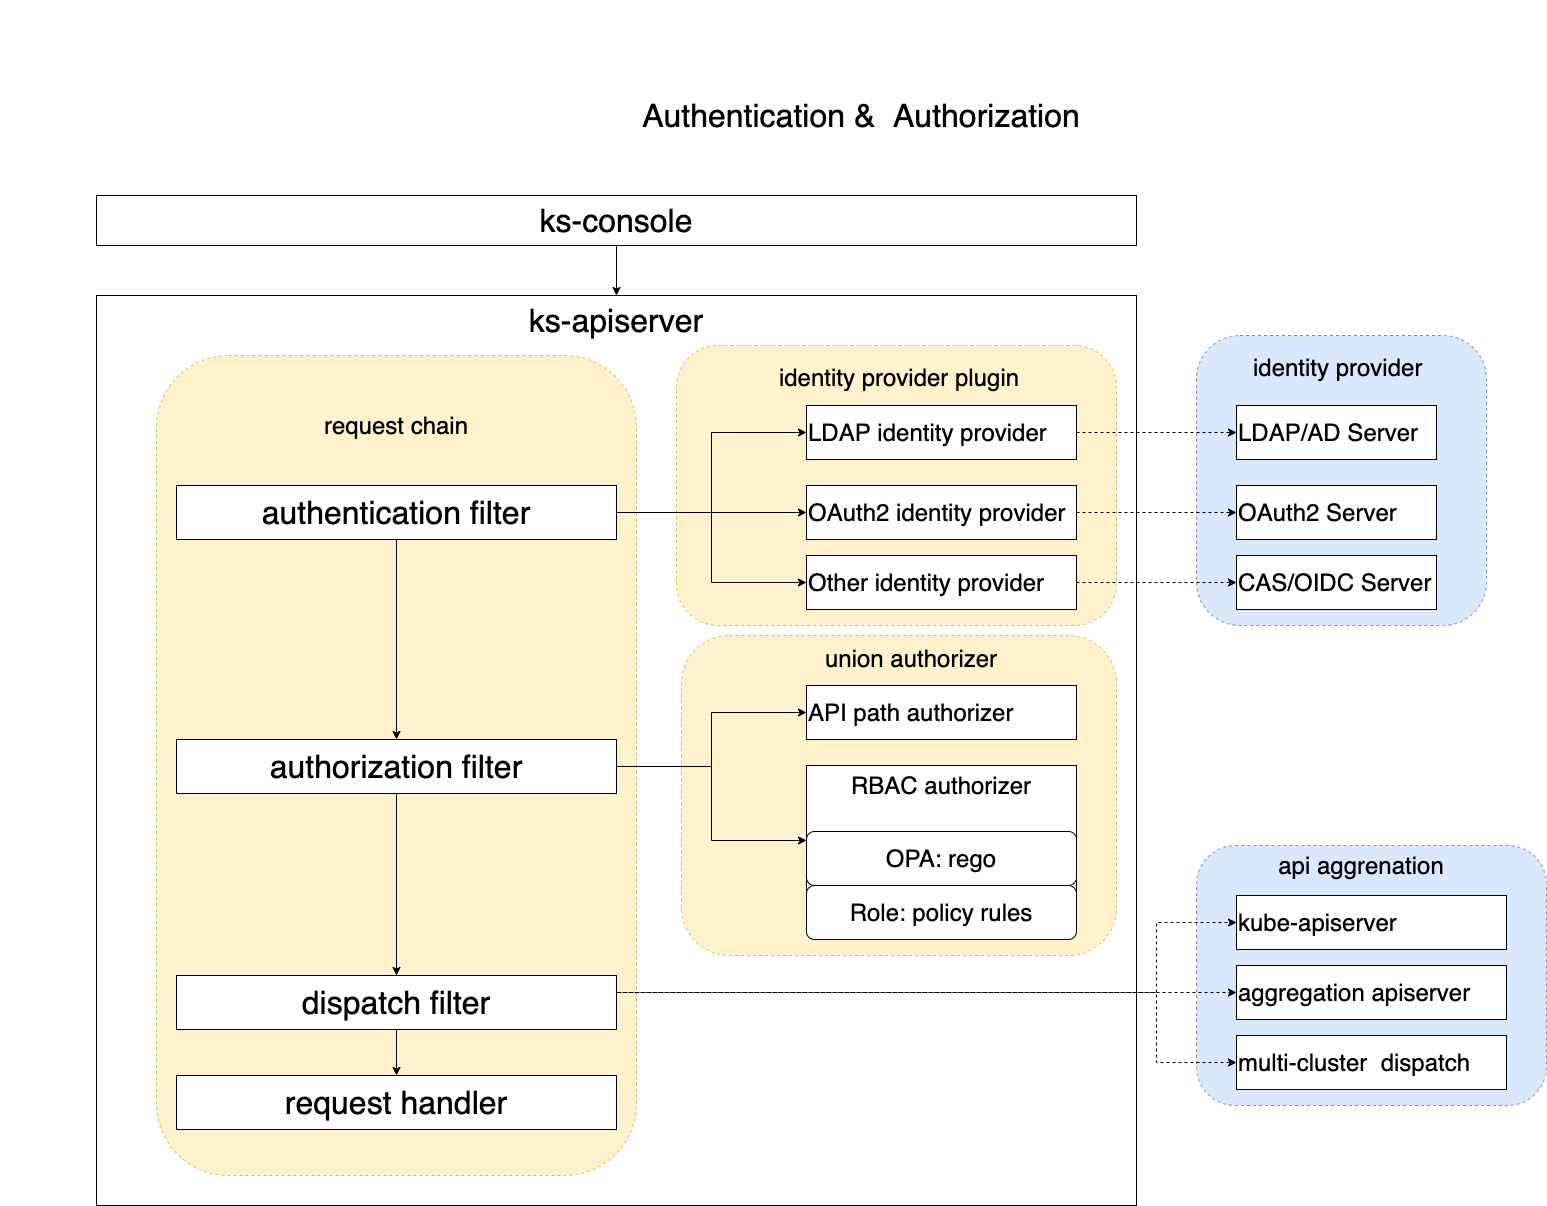 Authentication &  Authorization
ks-console
ks-apiserver
request chain
authentication filter
authorization filter
dispatch filter
request handler
identity provider plugin
LDAP identity provider
OAuth2 identity provider
Other identity provider
union authorizer
API path authorizer
RBAC authorizer
OPA: rego
Role: policy rules
identity provider
LDAP/AD Server
OAuth2 Server
CAS/OIDC Server
api aggrenation
kube-apiserver
aggregation apiserver
multi-cluster  dispatch